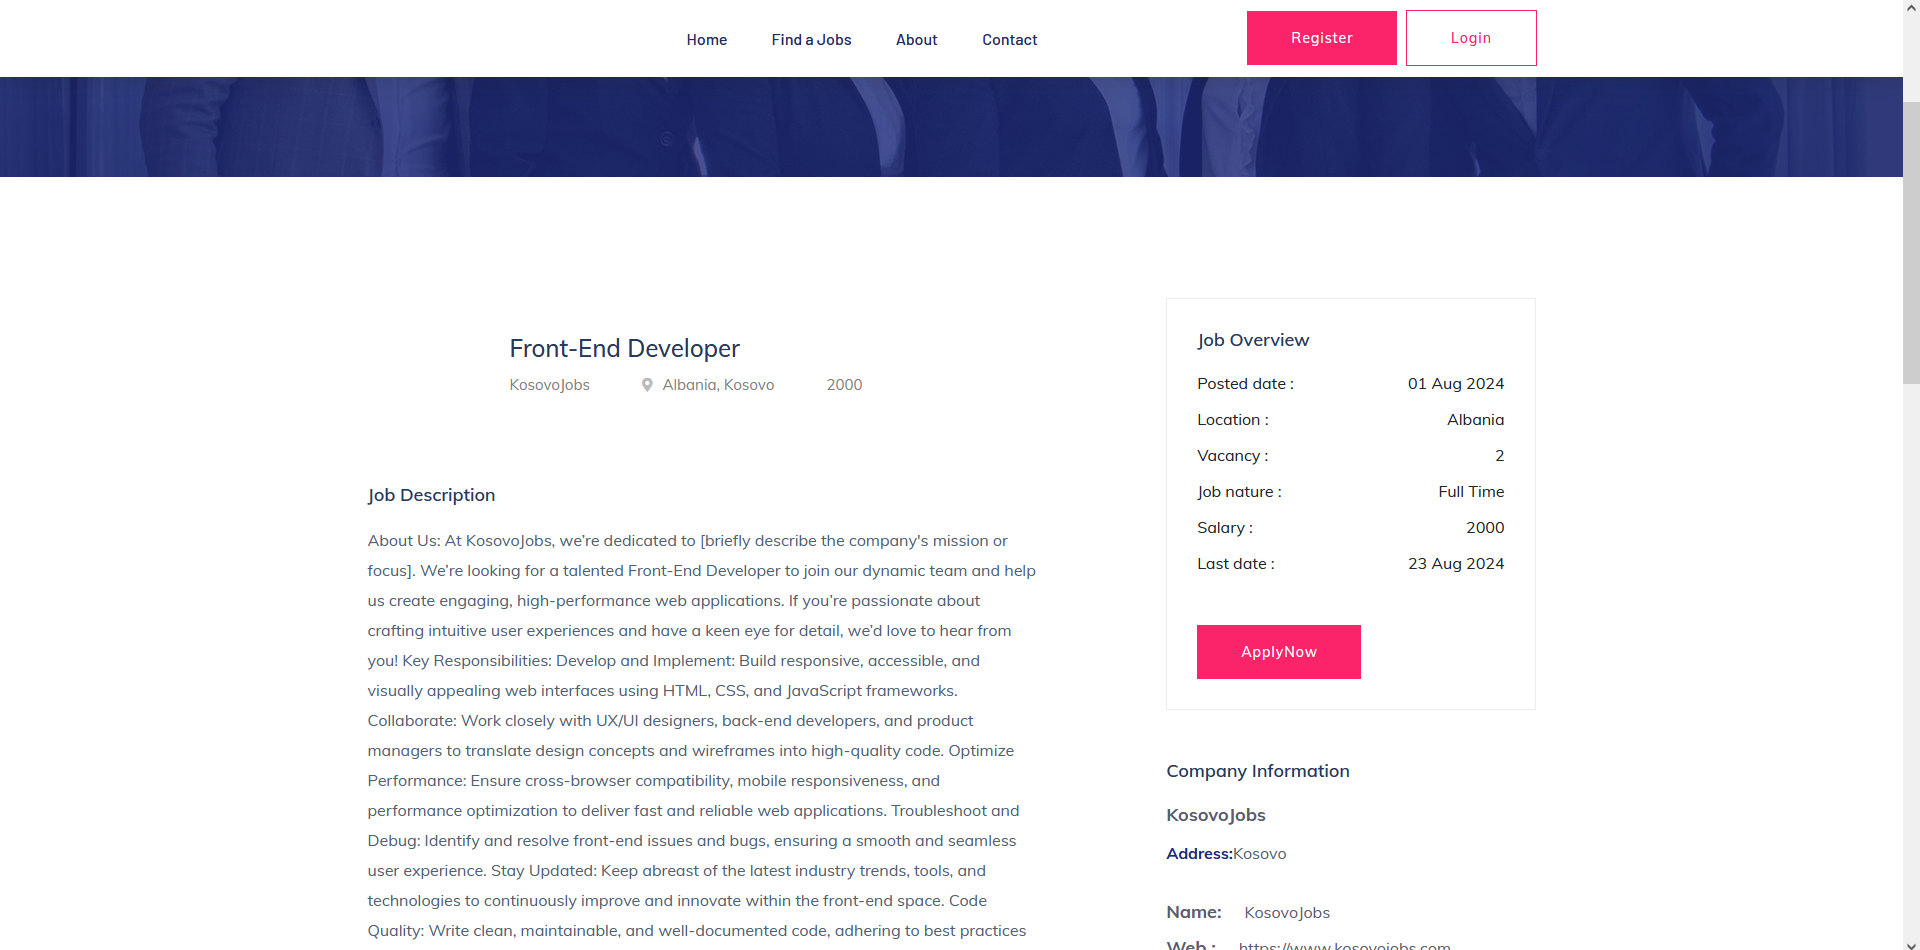 Home Find a Jobs About Contact Register Login
Front-End Developer
KosovoJobs Albania, Kosovo 2000
Job Description
About Us: At KosovoJobs, we’re dedicated to [briefly describe the company's mission or
focus]. We’re looking for a talented Front-End Developer to join our dynamic team and help
us create engaging, high-performance web applications. If you’re passionate about
crafting intuitive user experiences and have a keen eye for detail, we’d love to hear from
you! Key Responsibilities: Develop and Implement: Build responsive, accessible, and
visually appealing web interfaces using HTML, CSS, and JavaScript frameworks.
Collaborate: Work closely with UX/UI designers, back-end developers, and product
managers to translate design concepts and wireframes into high-quality code. Optimize
Performance: Ensure cross-browser compatibility, mobile responsiveness, and
performance optimization to deliver fast and reliable web applications. Troubleshoot and
Debug: Identify and resolve front-end issues and bugs, ensuring a smooth and seamless
user experience. Stay Updated: Keep abreast of the latest industry trends, tools, and
technologies to continuously improve and innovate within the front-end space. Code
Quality: Write clean, maintainable, and well-documented code, adhering to best practices
Job Overview
Posted date : 01 Aug 2024
Location : Albania
Vacancy : 2
Job nature : Full Time
Salary : 2000
Last date : 23 Aug 2024
ApplyNow
Company Information
KosovoJobs
Address:Kosovo
Name: KosovoJobs
Web : https://www.kosovojobs.com